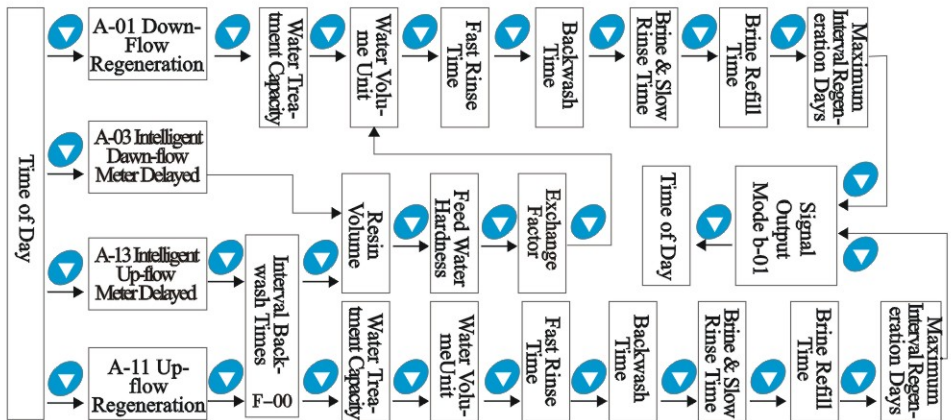 Time of Day
A-01 Down-
Flow
Regeneration
Water Trea-
tment Capacity
Water Volu-
me Unit
Fast Rinse
Time
Backwash
Time
Brine & Slow
Rinse Time
Brine Refill
Time
Maximum
Interval Regen-
eration Days
A-03 Intelligent
Dawn-flow
Meter Delayed
Resin
Volume
Feed Water
Hardness
Exchange
Factor
Time of Day
Signal
Output
Mode b-01
A-13 Intelligent
Up-flow
Meter Delayed
Interval Back-
wash Times
F-00
A-11 Up-
flow
Regeneration
Water Trea-
tment Capacity
Water Volu-
meUnit
Fast Rinse
Time
Backwash
Time
Brine & Slow
Rinse Time
Brine Refill
Time
Maximum
Interval Regen-
eration Days